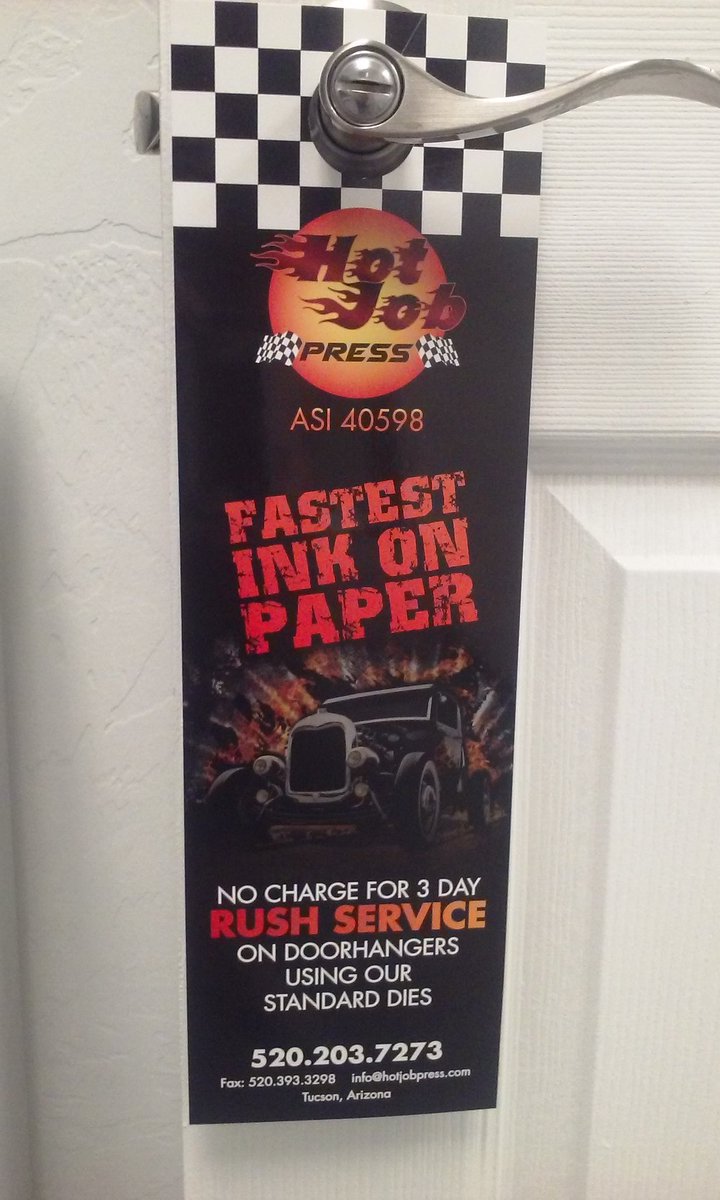 Hot
Job
PRESS
ASI 40598
FASTEST
INK ON
PAPER
NO CHARGE FOR 3 DAY
RUSH SERVICE
ON DOORHANGERS
USING OUR
STANDARD DIES
520.203.7273
Fax: 520.393.3298 info@hotjobpress.com
Tucson, Arizona